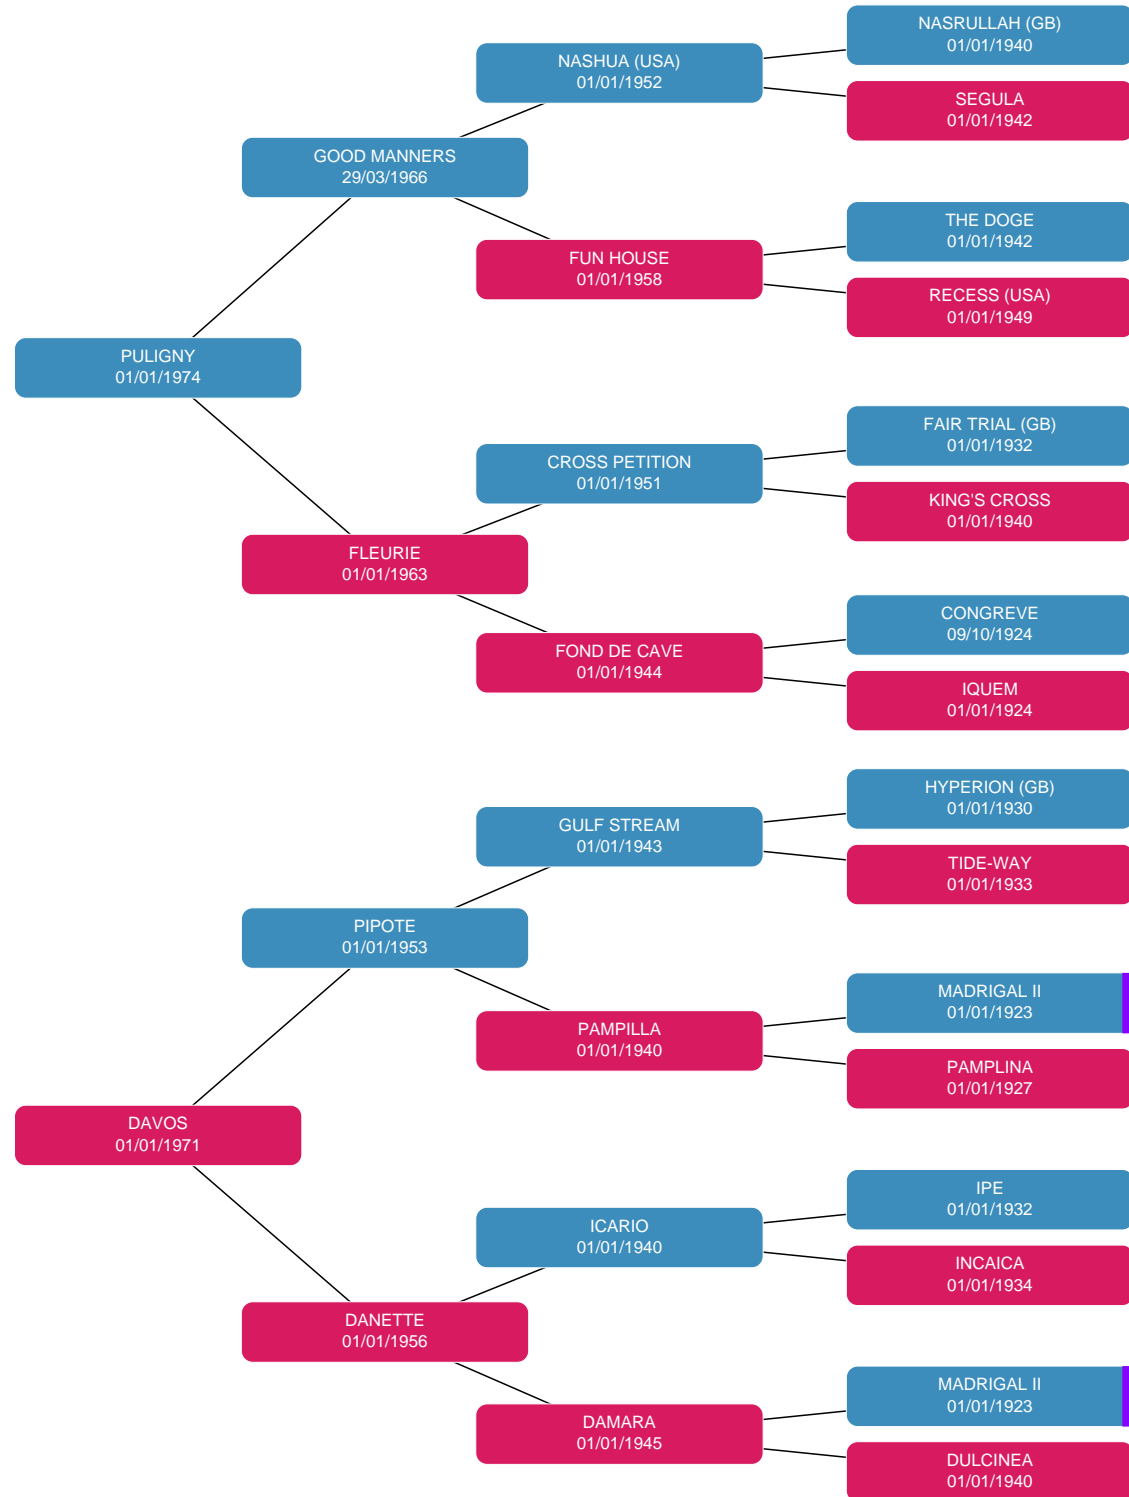 NASRULLAH (GB)
01/01/1940
NASHUA (USA)
01/01/1952
SEGULA
01/01/1942
GOOD MANNERS
29/03/1966
THE DOGE
01/01/1942
FUN HOUSE
01/01/1958
RECESS (USA)
01/01/1949
PULIGNY
01/01/1974
FAIR TRIAL (GB)
01/01/1932
CROSS PETITION
01/01/1951
KING'S CROSS
01/01/1940
FLEURIE
01/01/1963
CONGREVE
09/10/1924
FOND DE CAVE
01/01/1944
IQUEM
01/01/1924
HYPERION (GB)
01/01/1930
GULF STREAM
01/01/1943
TIDE-WAY
01/01/1933
PIPOTE
01/01/1953
MADRIGAL II
01/01/1923
PAMPILLA
01/01/1940
PAMPLINA
01/01/1927
DAVOS
01/01/1971
IPE
01/01/1932
ICARIO
01/01/1940
INCAICA
01/01/1934
DANETTE
01/01/1956
MADRIGAL II
01/01/1923
DAMARA
01/01/1945
DULCINEA
01/01/1940